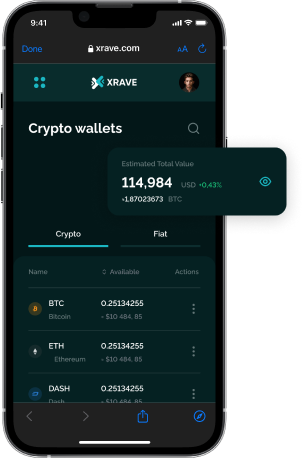 9:41
Done
xrave.com
AA
XRAVE
Crypto wallets
Estimated Total Value
114,984 USD +0.43%
≈1.87023673 BTC
Crypto
Fiat
Name
Available
Actions
BTC 0.25134255
Bitcoin ≈ $10 484, 85
ETH 0.25134255
Ethereum ≈ $10 484, 85
DASH 0.25134255
Dash ≈ $10 484, 85